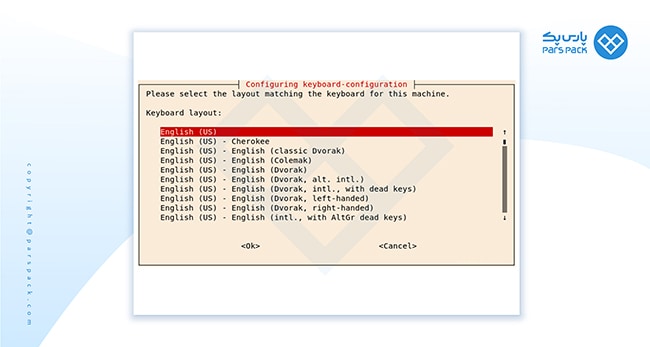 پارس پک
PARS PACK
Configuring keyboard-configuration
Please select the layout matching the keyboard for this machine.
Keyboard layout:
English (US)
English (US) - Cherokee
English (US) - English (classic Dvorak)
English (US) - English (Colemak)
English (US) - English (Dvorak)
English (US) - English (Dvorak, alt. intl.)
English (US) - English (Dvorak, intl., with dead keys)
English (US) - English (Dvorak, left-handed)
English (US) - English (Dvorak, right-handed)
English (US) - English (intl., with AltGr dead keys)
<Ok> <Cancel>
copyright@parspack.com